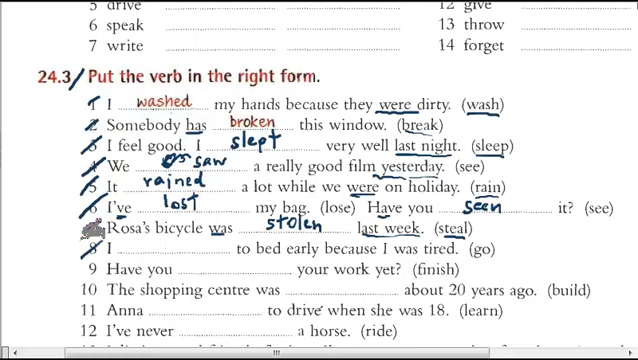 5 drive 12 give
6 speak 13 throw
7 write 14 forget
24.3 Put the verb in the right form.
1 I washed my hands because they were dirty. (wash)
2 Somebody has broken this window. (break)
3 I feel good. I slept very well last night. (sleep)
4 We saw a really good film yesterday. (see)
5 It rained a lot while we were on holiday. (rain)
6 I've lost my bag. (lose) Have you seen it? (see)
Rosa's bicycle was stolen last week. (steal)
8 I to bed early because I was tired. (go)
9 Have you your work yet? (finish)
10 The shopping centre was about 20 years ago. (build)
11 Anna to drive when she was 18. (learn)
12 I've never a horse. (ride)